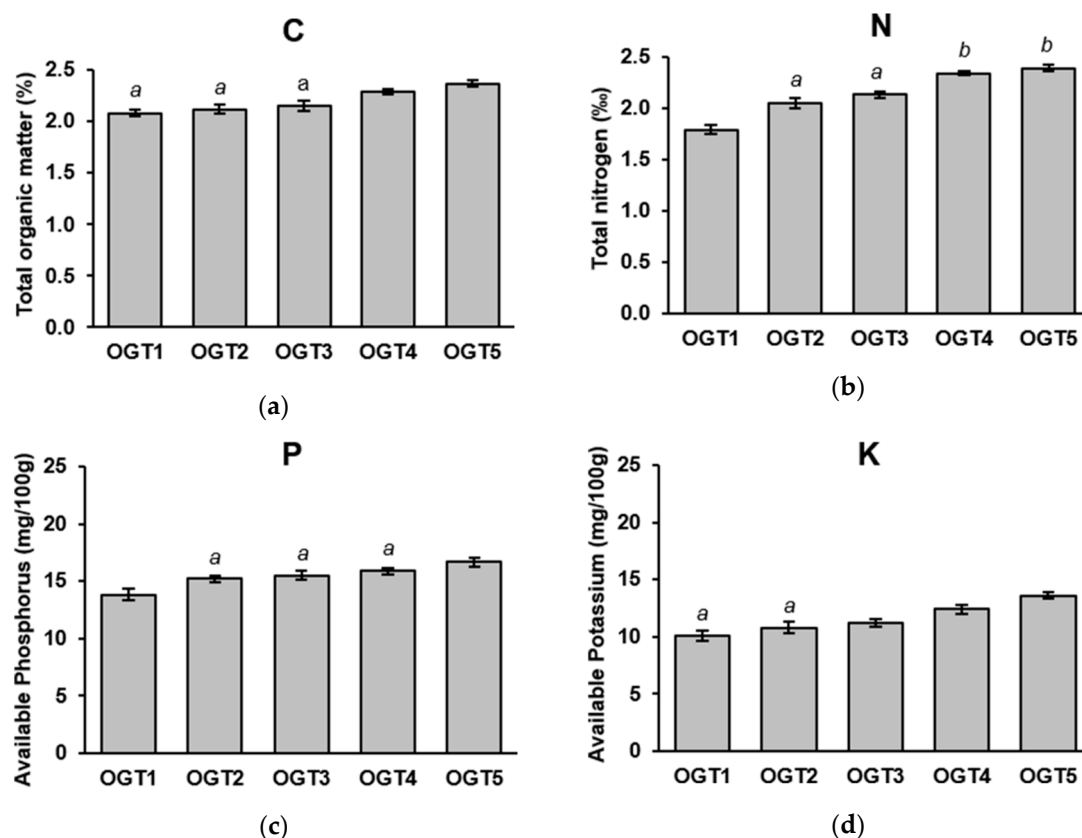 C
Total organic matter (%)
2.5
2.0
1.5
1.0
0.5
0.0
a
a
a
OGT1 OGT2 OGT3 OGT4 OGT5
(a)
N
Total nitrogen (‰)
2.5
2.0
1.5
1.0
0.5
0.0
a
a
b
b
OGT1 OGT2 OGT3 OGT4 OGT5
(b)
P
Available Phosphorus (mg/100g)
25
20
15
10
5
0
a
a
a
OGT1 OGT2 OGT3 OGT4 OGT5
(c)
K
Available Potassium (mg/100g)
25
20
15
10
5
0
a
a
OGT1 OGT2 OGT3 OGT4 OGT5
(d)